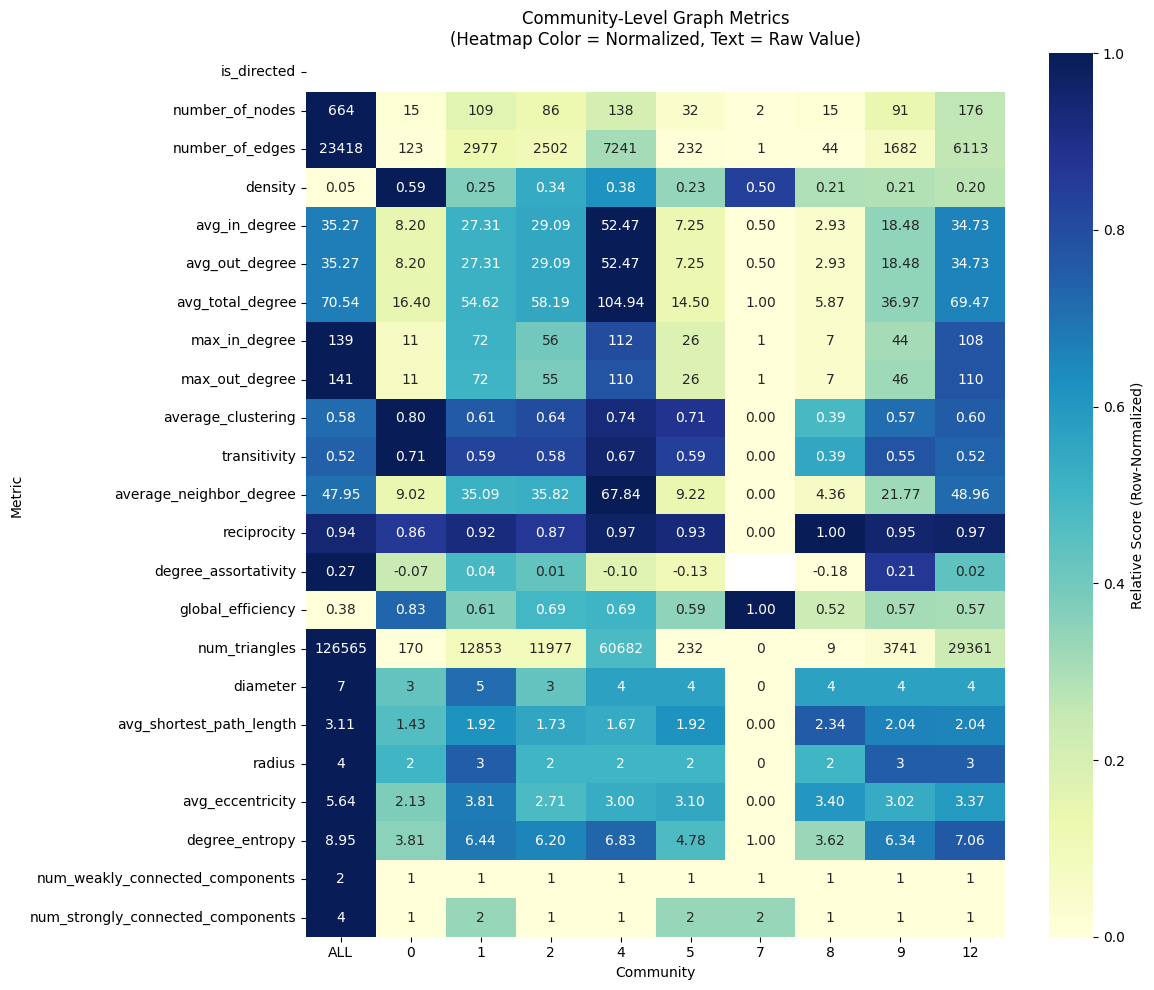 Community-Level Graph Metrics
(Heatmap Color = Normalized, Text = Raw Value)
is_directed
number_of_nodes 664 15 109 86 138 32 2 15 91 176
number_of_edges 23418 123 2977 2502 7241 232 1 44 1682 6113
density 0.05 0.59 0.25 0.34 0.38 0.23 0.50 0.21 0.21 0.20
avg_in_degree 35.27 8.20 27.31 29.09 52.47 7.25 0.50 2.93 18.48 34.73
avg_out_degree 35.27 8.20 27.31 29.09 52.47 7.25 0.50 2.93 18.48 34.73
avg_total_degree 70.54 16.40 54.62 58.19 104.94 14.50 1.00 5.87 36.97 69.47
max_in_degree 139 11 72 56 112 26 1 7 44 108
max_out_degree 141 11 72 55 110 26 1 7 46 110
average_clustering 0.58 0.80 0.61 0.64 0.74 0.71 0.00 0.39 0.57 0.60
transitivity 0.52 0.71 0.59 0.58 0.67 0.59 0.00 0.39 0.55 0.52
average_neighbor_degree 47.95 9.02 35.09 35.82 67.84 9.22 0.00 4.36 21.77 48.96
reciprocity 0.94 0.86 0.92 0.87 0.97 0.93 0.00 1.00 0.95 0.97
degree_assortativity 0.27 -0.07 0.04 0.01 -0.10 -0.13 -0.18 0.21 0.02
global_efficiency 0.38 0.83 0.61 0.69 0.69 0.59 1.00 0.52 0.57 0.57
num_triangles 126565 170 12853 11977 60682 232 0 9 3741 29361
diameter 7 3 5 3 4 4 0 4 4 4
avg_shortest_path_length 3.11 1.43 1.92 1.73 1.67 1.92 0.00 2.34 2.04 2.04
radius 4 2 3 2 2 2 0 2 3 3
avg_eccentricity 5.64 2.13 3.81 2.71 3.00 3.10 0.00 3.40 3.02 3.37
degree_entropy 8.95 3.81 6.44 6.20 6.83 4.78 1.00 3.62 6.34 7.06
num_weakly_connected_components 2 1 1 1 1 1 1 1 1 1
num_strongly_connected_components 4 1 2 1 1 2 2 1 1 1
ALL 0 1 2 4 5 7 8 9 12
Community
Metric
1.0
0.8
0.6
0.4
0.2
0.0
Relative Score (Row-Normalized)